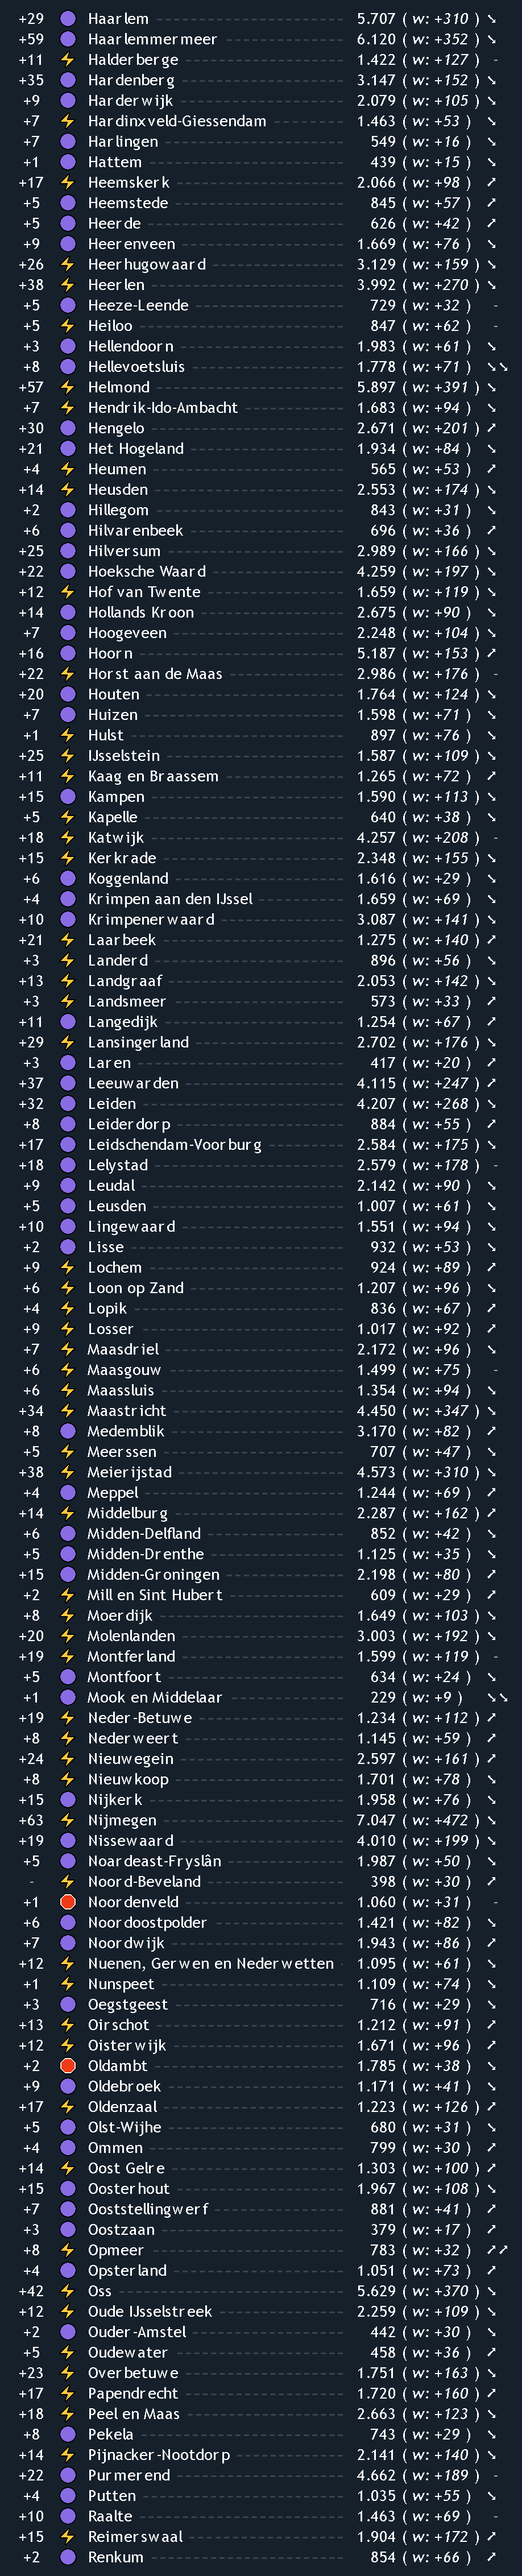 +29 Haarlem 5.707 ( w: +310 ) ↘
+59 Haarlemmermeer 6.120 ( w: +352 ) ↘
+11 ⚡ Halderberge 1.422 ( w: +127 ) -
+35 Hardenberg 3.147 ( w: +152 ) ↘
+9 Harderwijk 2.079 ( w: +105 ) ↘
+7 ⚡ Hardinxveld-Giessendam 1.463 ( w: +53 ) ↘
+7 Harlingen 549 ( w: +16 ) ↘
+1 Hattem 439 ( w: +15 ) ↘
+17 ⚡ Heemskerk 2.066 ( w: +98 ) ↗
+5 Heemstede 845 ( w: +57 ) ↗
+5 Heerde 626 ( w: +42 ) ↗
+9 Heerenveen 1.669 ( w: +76 ) ↘
+26 ⚡ Heerhugowaard 3.129 ( w: +159 ) ↘
+38 ⚡ Heerlen 3.992 ( w: +270 ) ↘
+5 Heeze-Leende 729 ( w: +32 )
+5 ⚡ Heiloo 847 ( w: +62 ) -
+3 Hellendoorn 1.983 ( w: +61 ) ↘
+8 Hellevoetsluis 1.778 ( w: +71 ) ↘↘
+57 ⚡ Helmond 5.897 ( w: +391 ) ↘
+7 ⚡ Hendrik-Ido-Ambacht 1.683 ( w: +94 ) ↘
+30 Hengelo 2.671 ( w: +201 ) ↗
+21 Het Hogeland 1.934 ( w: +84 ) ↘
+4 ⚡ Heumen 565 ( w: +53 ) ↗
+14 ⚡ Heusden 2.553 ( w: +174 ) ↘
+2 Hillegom 843 ( w: +31 ) ↘
+6 Hilvarenbeek 696 ( w: +36 ) ↗
+25 Hilversum 2.989 ( w: +166 ) ↘
+22 Hoeksche Waard 4.259 ( w: +197 ) ↘
+12 ⚡ Hof van Twente 1.659 ( w: +119 ) ↘
+14 Hollands Kroon 2.675 ( w: +90 ) ↘
+7 Hoogeveen 2.248 ( w: +104 ) ↘
+16 Hoorn 5.187 ( w: +153 ) ↗
+22 ⚡ Horst aan de Maas 2.986 ( w: +176 ) -
+20 Houten 1.764 ( w: +124 ) ↘
+7 Huizen 1.598 ( w: +71 ) ↘
+1 ⚡ Hulst 897 ( w: +76 ) ↘
+25 ⚡ IJsselstein 1.587 ( w: +109 ) ↘
+11 ⚡ Kaag en Braassem 1.265 ( w: +72 ) ↗
+15 Kampen 1.590 ( w: +113 ) ↘
+5 ⚡ Kapelle 640 ( w: +38 ) ↘
+18 ⚡ Katwijk 4.257 ( w: +208 )
+15 ⚡ Kerkrade 2.348 ( w: +155 ) ↘
+6 Koggenland 1.616 ( w: +29 ) ↘
+4 Krimpen aan den IJssel 1.659 ( w: +69 ) ↘
+10 Krimpenerwaard 3.087 ( w: +141 ) ↘
+21 ⚡ Laarbeek 1.275 ( w: +140 ) ↗
+3 ⚡ Landerd 896 ( w: +56 ) ↘
+13 ⚡ Landgraaf 2.053 ( w: +142 ) ↘
+3 ⚡ Landsmeer 573 ( w: +33 ) ↗
+11 Langedijk 1.254 ( w: +67 ) ↗
+29 ⚡ Lansingerland 2.702 ( w: +176 ) ↘
+3 Laren 417 ( w: +20 ) ↗
+37 Leeuwarden 4.115 ( w: +247 ) ↗
+32 Leiden 4.207 ( w: +268 ) ↘
+8 Leiderdorp 884 ( w: +55 ) ↗
+17 Leidschendam-Voorburg 2.584 ( w: +175 ) ↘
+18 Lelystad 2.579 ( w: +178 ) -
+9 Leudal 2.142 ( w: +90 ) ↘
+5 Leusden 1.007 ( w: +61 ) ↘
+10 Lingewaard 1.551 ( w: +94 ) ↘
+2 Lisse 932 ( w: +53 ) ↘
+9 ⚡ Lochem 924 ( w: +89 ) ↗
+6 ⚡ Loon op Zand 1.207 ( w: +96 ) ↘
+4 ⚡ Lopik 836 ( w: +67 ) ↗
+9 ⚡ Losser 1.017 ( w: +92 ) ↗
+7 ⚡ Maasdriel 2.172 ( w: +96 ) ↘
+6 ⚡ Maasgouw 1.499 ( w: +75 )
+6 ⚡ Maassluis 1.354 ( w: +94 ) ↘
+34 ⚡ Maastricht 4.450 ( w: +347 ) ↘
+8 Medemblik 3.170 ( w: +82 ) ↗
+5 ⚡ Meerssen 707 ( w: +47 ) ↘
+38 ⚡ Meierijstad 4.573 ( w: +310 ) ↘
+4 Meppel 1.244 ( w: +69 ) ↗
+14 ⚡ Middelburg 2.287 ( w: +162 ) ↗
+6 Midden-Delfland 852 ( w: +42 ) ↘
+5 Midden-Drenthe 1.125 ( w: +35 ) ↘
+15 Midden-Groningen 2.198 ( w: +80 ) ↗
+2 ⚡ Mill en Sint Hubert 609 ( w: +29 ) ↗
+8 ⚡ Moerdijk 1.649 ( w: +103 ) ↘
+20 ⚡ Molenlanden 3.003 ( w: +192 ) ↘
+19 ⚡ Montferland 1.599 ( w: +119 ) -
+5 Montfoort 634 ( w: +24 ) ↘
+1 Mook en Middelaar 229 ( w: +9 ) ↘↘
+19 ⚡ Neder-Betuwe 1.234 ( w: +112 ) ↗
+8 ⚡ Nederweert 1.145 ( w: +59 ) ↗
+24 ⚡ Nieuwegein 2.597 ( w: +161 ) ↗
+8 ⚡ Nieuwkoop 1.701 ( w: +78 ) ↘
+15 Nijkerk 1.958 ( w: +76 ) ↘
+63 ⚡ Nijmegen 7.047 ( w: +472 ) ↘
+19 Nissewaard 4.010 ( w: +199 ) ↘
+5 Noardeast-Fryslân 1.987 ( w: +50 ) ↘
- ⚡ Noord-Beveland 398 ( w: +30 ) ↗
+1 Noordenveld 1.060 ( w: +31 )
+6 Noordoostpolder 1.421 ( w: +82 ) ↘
+7 Noordwijk 1.943 ( w: +86 ) ↗
+12 ⚡ Nuenen, Gerwen en Nederwetten 1.095 ( w: +61 ) ↘
+1 ⚡ Nunspeet 1.109 ( w: +74 ) ↘
+3 Oegstgeest 716 ( w: +29 ) ↘
+13 ⚡ Oirschot 1.212 ( w: +91 ) ↗
+12 ⚡ Oisterwijk 1.671 ( w: +96 ) ↗
+2 Oldambt 1.785 ( w: +38 ) ↘
+9 Oldebroek 1.171 ( w: +41 ) ↘
+17 ⚡ Oldenzaal 1.223 ( w: +126 ) ↗
+5 Olst-Wijhe 680 ( w: +31 ) ↘
+4 Ommen 799 ( w: +30 ) ↗
+14 ⚡ Oost Gelre 1.303 ( w: +100 ) ↗
+15 Oosterhout 1.967 ( w: +108 ) ↘
+7 Ooststellingwerf 881 ( w: +41 ) ↗
+3 Oostzaan 379 ( w: +17 ) ↗
+8 ⚡ Opmeer 783 ( w: +32 ) ↗↗
+4 Opsterland 1.051 ( w: +73 ) ↗
+42 ⚡ Oss 5.629 ( w: +370 ) ↘
+12 ⚡ Oude IJsselstreek 2.259 ( w: +109 ) ↘
+2 Ouder-Amstel 442 ( w: +30 ) ↘
+5 ⚡ Oudewater 458 ( w: +36 ) ↗
+23 ⚡ Overbetuwe 1.751 ( w: +163 ) ↘
+17 ⚡ Papendrecht 1.720 ( w: +160 ) ↗
+18 ⚡ Peel en Maas 2.663 ( w: +123 ) ↘
+8 Pekela 743 ( w: +29 ) ↘
+14 ⚡ Pijnacker-Nootdorp 2.141 ( w: +140 ) ↘
+22 Purmerend 4.662 ( w: +189 ) -
+4 Putten 1.035 ( w: +55 ) ↘
+10 Raalte 1.463 ( w: +69 ) -
+15 ⚡ Reimerswaal 1.904 ( w: +172 ) ↗
+2 Renkum 854 ( w: +66 ) ↗